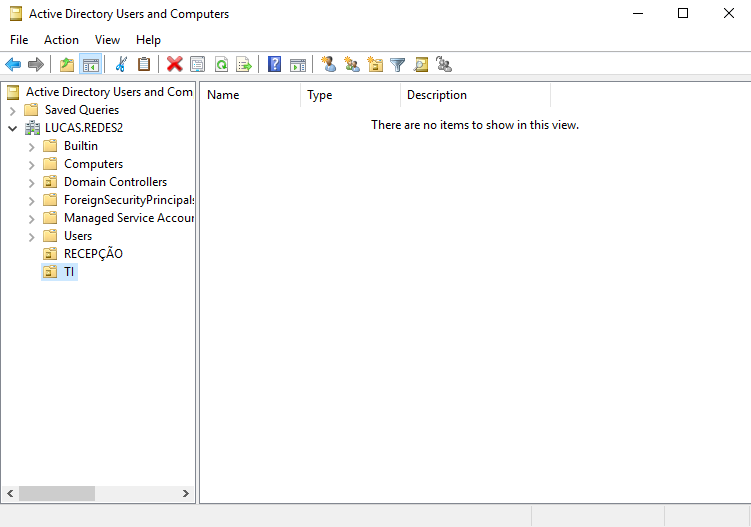 Active Directory Users and Computers
File Action View Help
Active Directory Users and Com
Name Type Description
Saved Queries
There are no items to show in this view.
LUCAS.REDES2
Builtin
Computers
Domain Controllers
ForeignSecurityPrincipals
Managed Service Accour
Users
RECEPÇÃO
TI